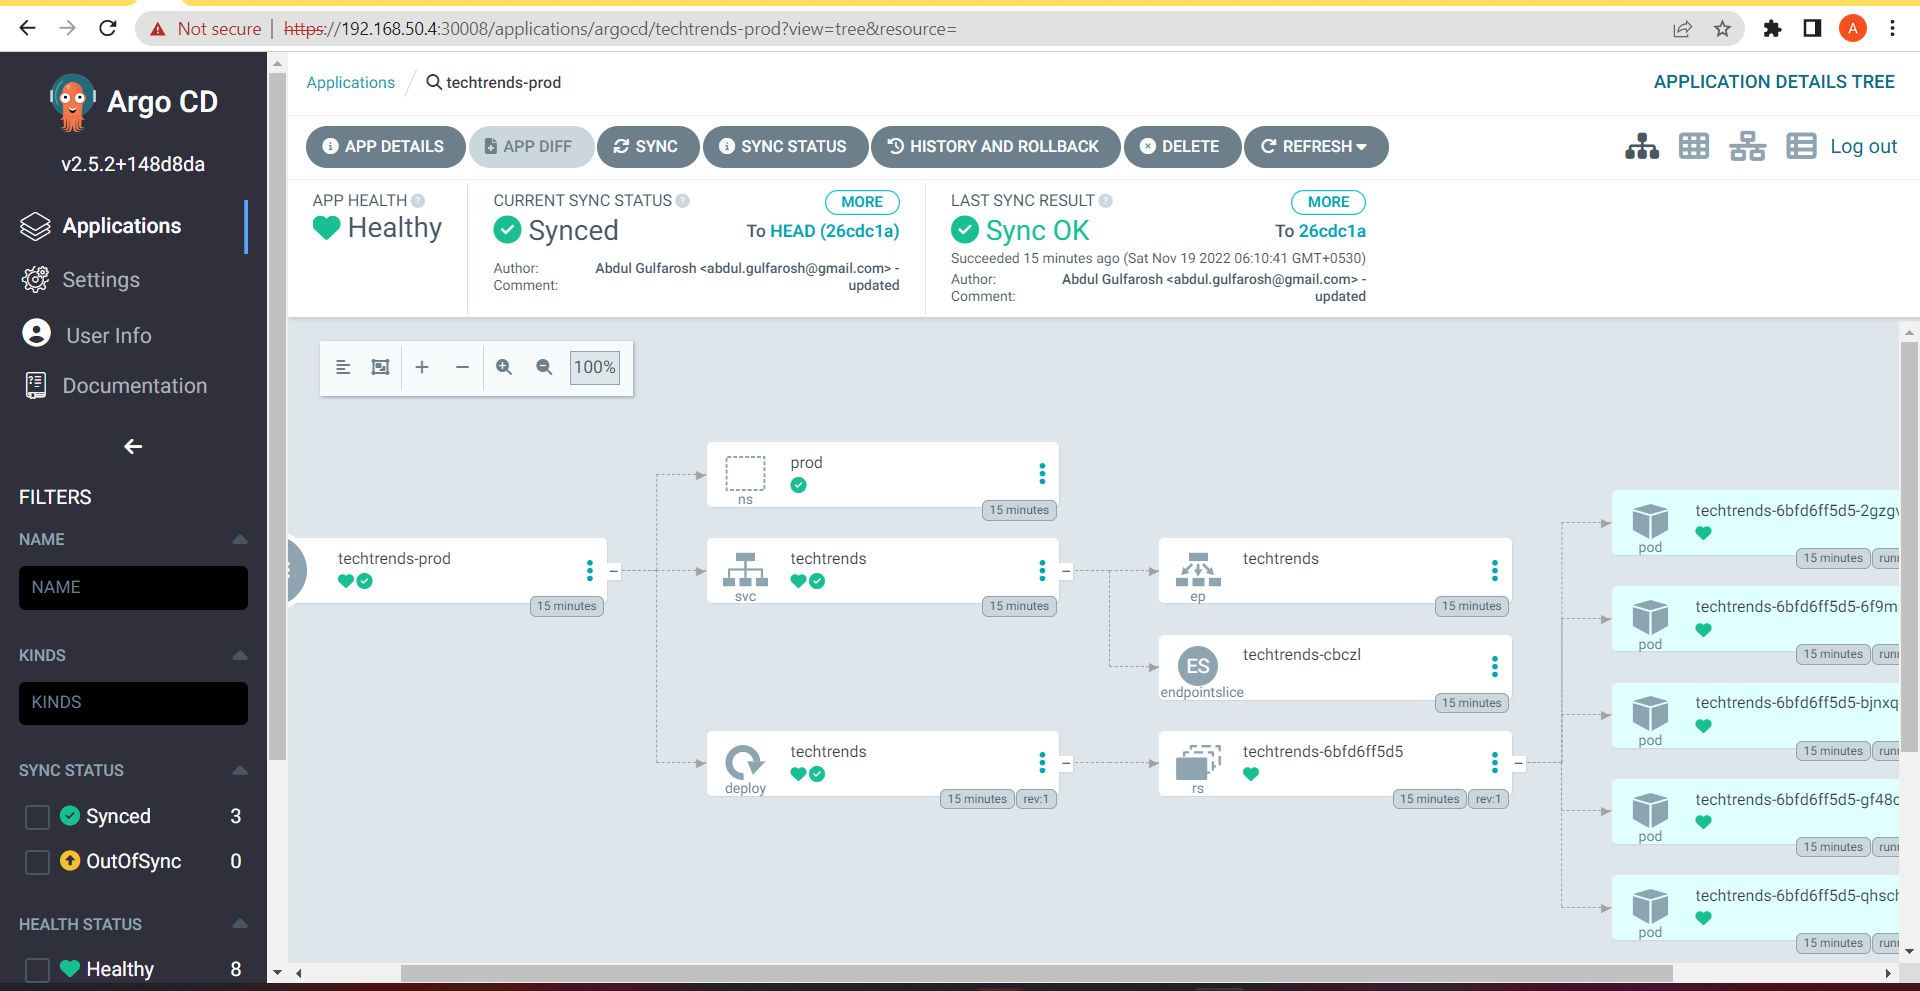 Not secure | https://192.168.50.4:30008/applications/argocd/techtrends-prod?view=tree&resource=
A
Argo CD
v2.5.2+148d8da
Applications
Settings
User Info
Documentation
FILTERS
NAME
NAME
KINDS
KINDS
SYNC STATUS
Synced 3
OutOfSync 0
HEALTH STATUS
Healthy 8
Applications / techtrends-prod
APPLICATION DETAILS TREE
APP DETAILS APP DIFF SYNC SYNC STATUS HISTORY AND ROLLBACK DELETE REFRESH
Log out
APP HEALTH
Healthy
CURRENT SYNC STATUS MORE
Synced To HEAD (26cdc1a)
Author: Abdul Gulfarosh <abdul.gulfarosh@gmail.com> -
Comment: updated
LAST SYNC RESULT MORE
Sync OK To 26cdc1a
Succeeded 15 minutes ago (Sat Nov 19 2022 06:10:41 GMT+0530)
Author: Abdul Gulfarosh <abdul.gulfarosh@gmail.com> -
Comment: updated
100%
techtrends-prod
15 minutes
prod
ns
15 minutes
techtrends
svc
15 minutes
techtrends
deploy
15 minutes rev:1
techtrends
ep
15 minutes
ES
techtrends-cbczl
endpointslice
15 minutes
techtrends-6bfd6ff5d5
rs
15 minutes rev:1
techtrends-6bfd6ff5d5-2gzgv
pod
15 minutes runn
techtrends-6bfd6ff5d5-6f9m
pod
15 minutes runn
techtrends-6bfd6ff5d5-bjnxq
pod
15 minutes runn
techtrends-6bfd6ff5d5-gf48c
pod
15 minutes runn
techtrends-6bfd6ff5d5-qhsch
pod
15 minutes runn